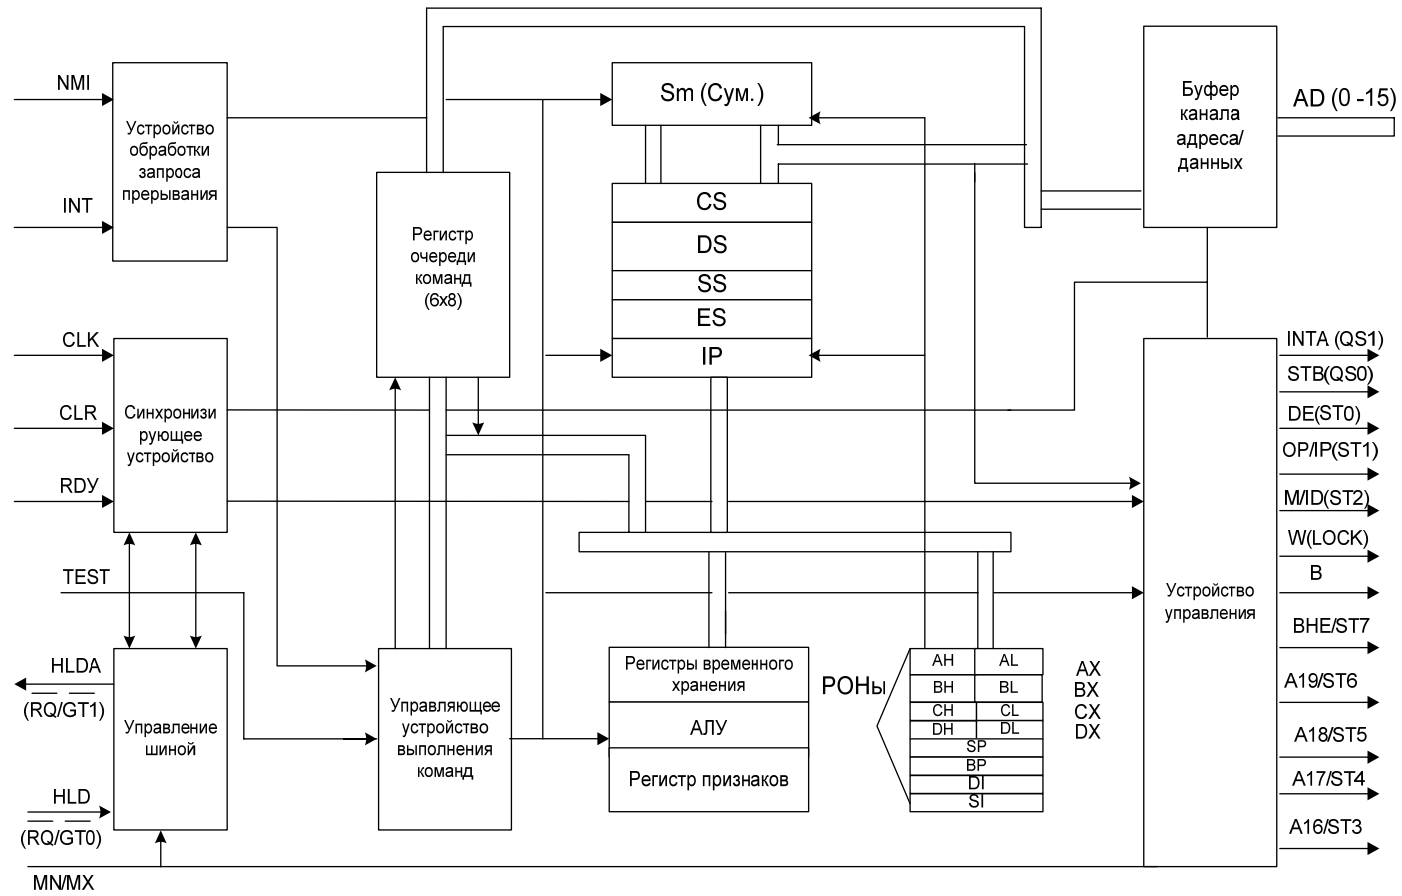 NMI
INT
Устройство
обработки
запроса
прерывания
CLK
CLR
RDУ
Синхронизи
рующее
устройство
TEST
HLDA
(RQ/GT1)
HLD
(RQ/GT0)
MN/MX
Управление
шиной
Регистр
очереди
команд
(6x8)
Управляющее
устройство
выполнения
команд
Sm (Сум.)
CS
DS
SS
ES
IP
Регистры временного
хранения
АЛУ
Регистр признаков
РОНы
AH AL AX
BH BL BX
CH CL CX
DH DL DX
SP
BP
DI
SI
Буфер
канала
адреса/
данных
AD (0 -15)
Устройство
управления
INTA (QS1)
STB(QS0)
DE(ST0)
OP/IP(ST1)
M/ID(ST2)
W(LOCK)
B
BHE/ST7
A19/ST6
A18/ST5
A17/ST4
A16/ST3